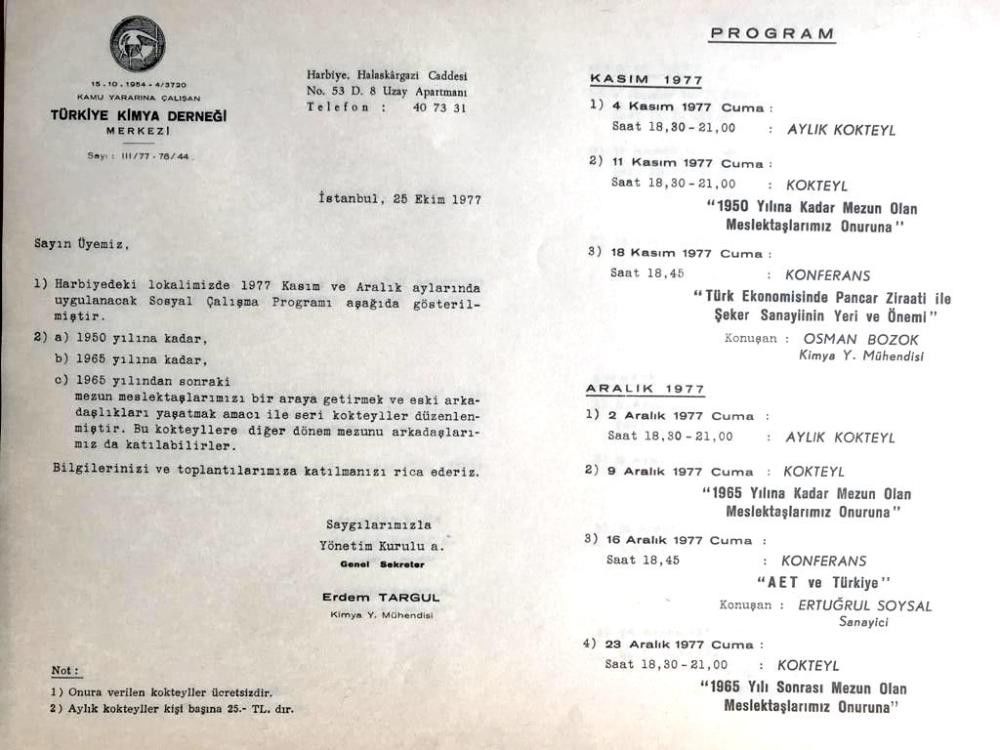 15.10.1954 - 4/3720
KAMU YARARINA ÇALIŞAN
TÜRKİYE KİMYA DERNEĞİ
MERKEZİ
Sayı : III/77 - 78/44.
Harbiye, Halaskârgazi Caddesi
No. 53 D. 8 Uzay Apartmanı
Telefon : 40 73 31
İstanbul, 25 Ekim 1977
Sayın Üyemiz,
1) Harbiyedeki lokalimizde 1977 Kasım ve Aralık aylarında
uygulanacak Sosyal Çalışma Programı aşağıda gösteril-
miştir.
2) a) 1950 yılına kadar,
b) 1965 yılına kadar,
c) 1965 yılından sonraki
mezun meslektaşlarımızı bir araya getirmek ve eski arka-
daşlıkları yaşatmak amacı ile seri kokteyller düzenlen-
miştir. Bu kokteyllere diğer dönem mezunu arkadaşları-
mız da katılabilirler.
Bilgilerinizi ve toplantılarımıza katılmanızı rica ederiz.
Saygılarımızla
Yönetim Kurulu a.
Genel Sekreter
Erdem TARGUL
Kimya Y. Mühendisi
Not :
1) Onura verilen kokteyller ücretsizdir.
2) Aylık kokteyller kişi başına 25.- TL. dır.
PROGRAM
KASIM 1977
1) 4 Kasım 1977 Cuma :
Saat 18,30-21,00 : AYLIK KOKTEYL
2) 11 Kasım 1977 Cuma :
Saat 18,30-21,00 : KOKTEYL
"1950 Yılına Kadar Mezun Olan
Meslektaşlarımız Onuruna"
3) 18 Kasım 1977 Cuma :
Saat 18,45 : KONFERANS
"Türk Ekonomisinde Pancar Ziraati ile
Şeker Sanayiinin Yeri ve Önemi"
Konuşan : OSMAN BOZOK
Kimya Y. Mühendisi
ARALIK 1977
1) 2 Aralık 1977 Cuma :
Saat 18,30-21,00 : AYLIK KOKTEYL
2) 9 Aralık 1977 Cuma : KOKTEYL
"1965 Yılına Kadar Mezun Olan
Meslektaşlarımız Onuruna"
3) 16 Aralık 1977 Cuma :
Saat 18,45 : KONFERANS
"AET ve Türkiye"
Konuşan : ERTUĞRUL SOYSAL
Sanayici
4) 23 Aralık 1977 Cuma :
Saat 18,30-21,00 : KOKTEYL
"1965 Yılı Sonrası Mezun Olan
Meslektaşlarımız Onuruna"